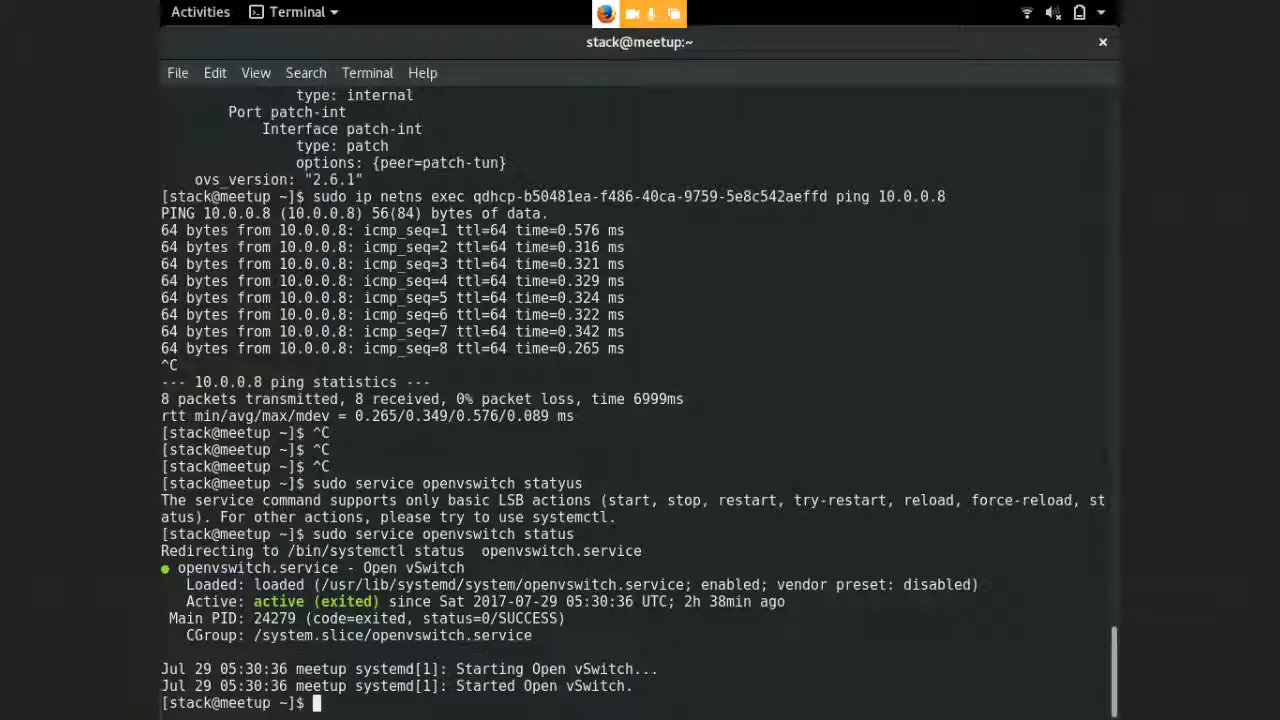 Activities Terminal
stack@meetup:~ ×
File Edit View Search Terminal Help
type: internal
Port patch-int
Interface patch-int
type: patch
options: {peer=patch-tun}
ovs_version: "2.6.1"
[stack@meetup ~]$ sudo ip netns exec qdhcp-b50481ea-f486-40ca-9759-5e8c542aeffd ping 10.0.0.8
PING 10.0.0.8 (10.0.0.8) 56(84) bytes of data.
64 bytes from 10.0.0.8: icmp_seq=1 ttl=64 time=0.576 ms
64 bytes from 10.0.0.8: icmp_seq=2 ttl=64 time=0.316 ms
64 bytes from 10.0.0.8: icmp_seq=3 ttl=64 time=0.321 ms
64 bytes from 10.0.0.8: icmp_seq=4 ttl=64 time=0.329 ms
64 bytes from 10.0.0.8: icmp_seq=5 ttl=64 time=0.324 ms
64 bytes from 10.0.0.8: icmp_seq=6 ttl=64 time=0.322 ms
64 bytes from 10.0.0.8: icmp_seq=7 ttl=64 time=0.342 ms
64 bytes from 10.0.0.8: icmp_seq=8 ttl=64 time=0.265 ms
^C
--- 10.0.0.8 ping statistics ---
8 packets transmitted, 8 received, 0% packet loss, time 6999ms
rtt min/avg/max/mdev = 0.265/0.349/0.576/0.089 ms
[stack@meetup ~]$ ^C
[stack@meetup ~]$ ^C
[stack@meetup ~]$ ^C
[stack@meetup ~]$ sudo service openvswitch statyus
The service command supports only basic LSB actions (start, stop, restart, try-restart, reload, force-reload, st
atus). For other actions, please try to use systemctl.
[stack@meetup ~]$ sudo service openvswitch status
Redirecting to /bin/systemctl status  openvswitch.service
● openvswitch.service - Open vSwitch
Loaded: loaded (/usr/lib/systemd/system/openvswitch.service; enabled; vendor preset: disabled)
Active: active (exited) since Sat 2017-07-29 05:30:36 UTC; 2h 38min ago
Main PID: 24279 (code=exited, status=0/SUCCESS)
CGroup: /system.slice/openvswitch.service
Jul 29 05:30:36 meetup systemd[1]: Starting Open vSwitch...
Jul 29 05:30:36 meetup systemd[1]: Started Open vSwitch.
[stack@meetup ~]$